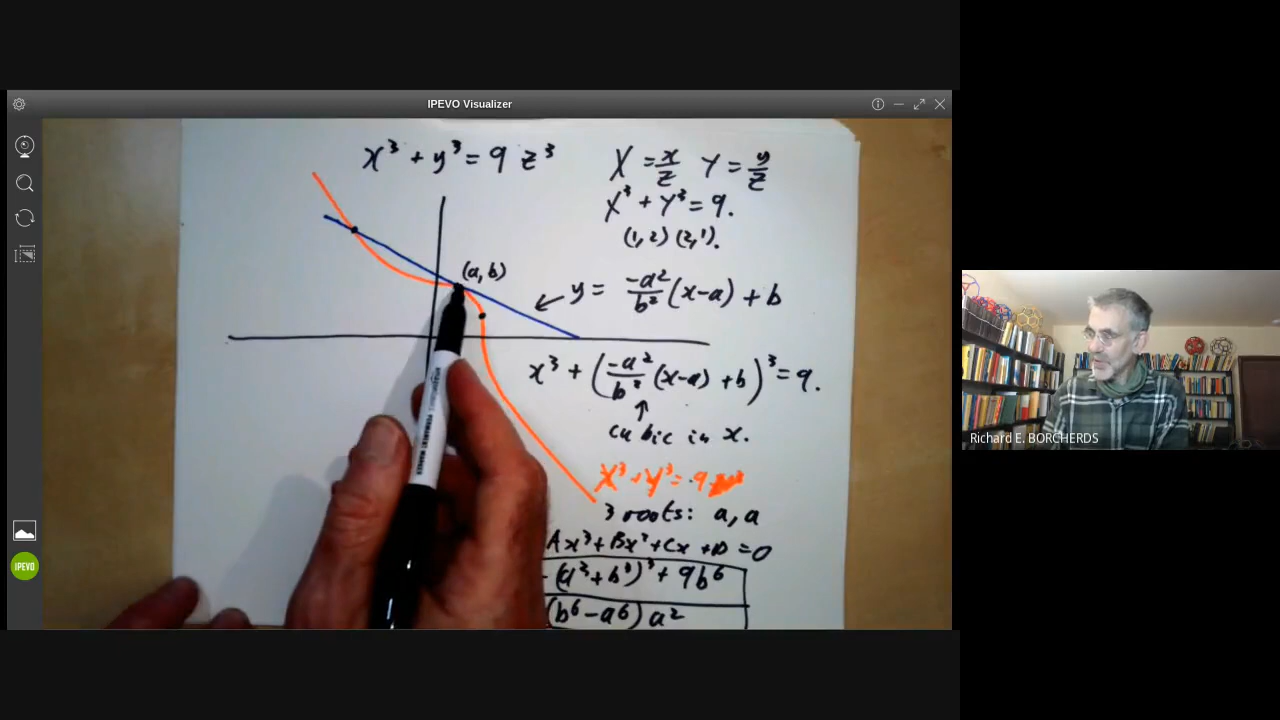 IPEVO Visualizer
x³ + y³ = 9 z³
X = x/z Y = y/z
X³ + Y³ = 9.
(1, 2) (2, 1).
(a, b)
← y = -a²/b² (x-a) + b
x³ + (-a²/b² (x-a) + b)³ = 9.
↑
cubic in x.
X³ + Y³ = 9
3 roots: a, a
Ax³ + Bx² + Cx + D = 0
-(a³+b³)³ + 9b⁶
(b⁶ - a⁶) a²
Richard E. BORCHERDS
IPEVO